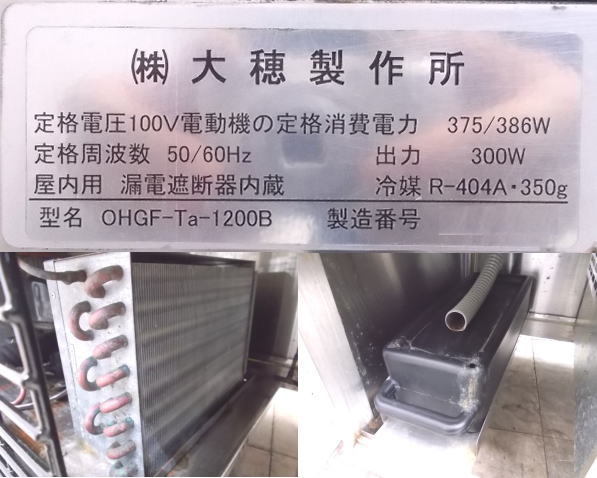 ㈱ 大穂製作所
定格電圧100V電動機の定格消費電力 375/386W
定格周波数 50/60Hz 出力 300W
屋内用 漏電遮断器内蔵 冷媒 R-404A・350g
型名 OHGF-Ta-1200B 製造番号